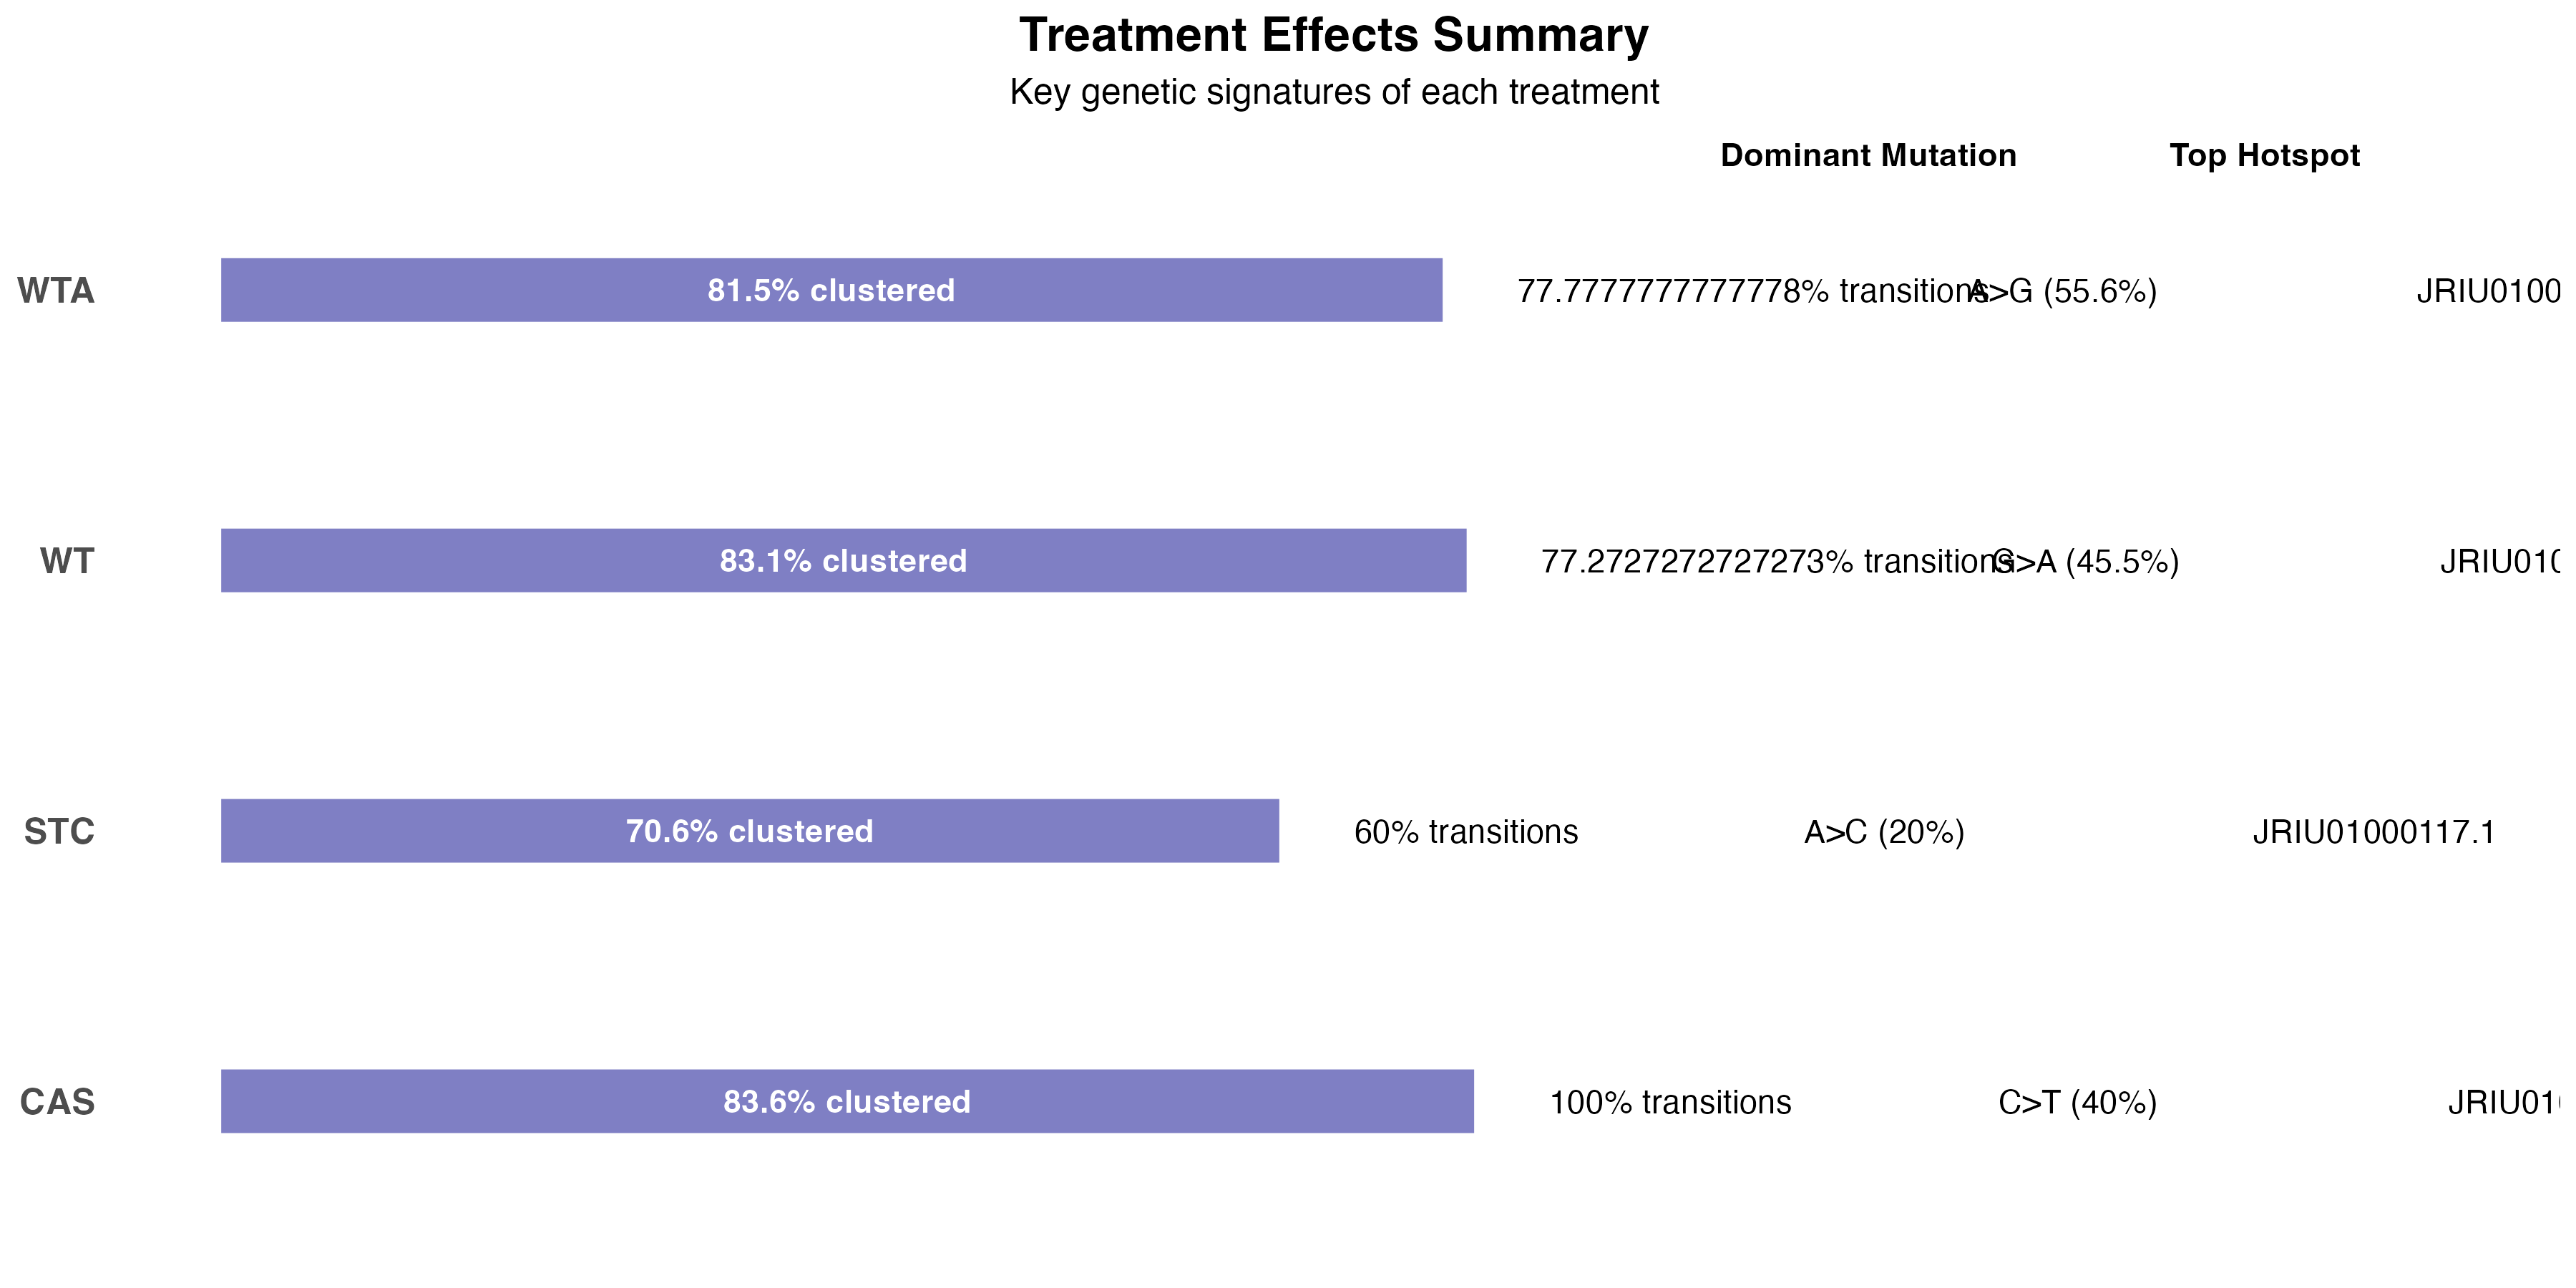 Treatment Effects Summary
Key genetic signatures of each treatment
Dominant Mutation Top Hotspot
WTA 81.5% clustered 77.7777777777778% transitions A>G (55.6%) JRIU0100
WT 83.1% clustered 77.2727272727273% transitions G>A (45.5%) JRIU010
STC 70.6% clustered 60% transitions A>C (20%) JRIU01000117.1
CAS 83.6% clustered 100% transitions C>T (40%) JRIU01